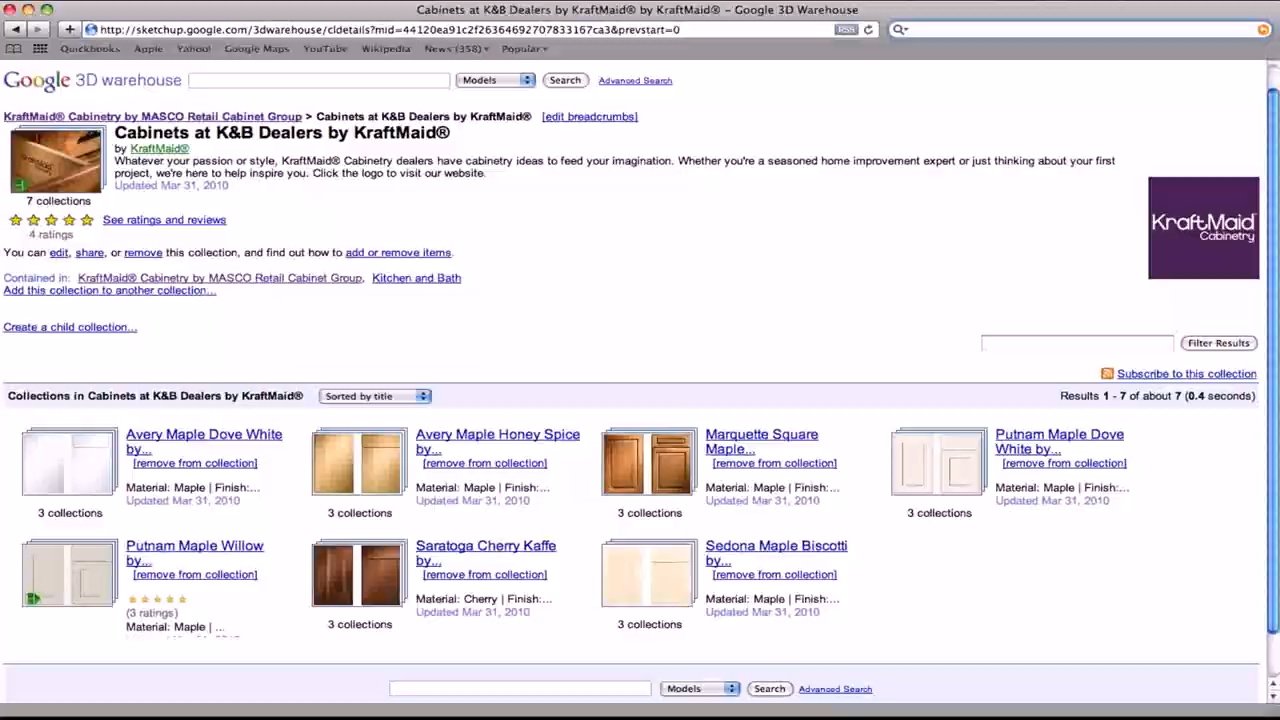 Cabinets at K&B Dealers by KraftMaid® by KraftMaid® – Google 3D Warehouse
http://sketchup.google.com/3dwarehouse/cldetails?mid=44120ea91c2f26364692707833167ca3&prevstart=0 RSS
Quickbooks Apple Yahoo! Google Maps YouTube Wikipedia News (358) Popular
Google 3D warehouse Models Search Advanced Search
KraftMaid® Cabinetry by MASCO Retail Cabinet Group > Cabinets at K&B Dealers by KraftMaid® [edit breadcrumbs]
Cabinets at K&B Dealers by KraftMaid®
by KraftMaid®
Whatever your passion or style, KraftMaid® Cabinetry dealers have cabinetry ideas to feed your imagination. Whether you're a seasoned home improvement expert or just thinking about your first
project, we're here to help inspire you. Click the logo to visit our website.
Updated Mar 31, 2010
7 collections
See ratings and reviews
4 ratings
KraftMaid
Cabinetry
You can edit, share, or remove this collection, and find out how to add or remove items.
Contained in: KraftMaid® Cabinetry by MASCO Retail Cabinet Group, Kitchen and Bath
Add this collection to another collection...
Create a child collection...
Filter Results
Subscribe to this collection
Collections in Cabinets at K&B Dealers by KraftMaid® Sorted by title Results 1 - 7 of about 7 (0.4 seconds)
Avery Maple Dove White
by...
[remove from collection]
Material: Maple | Finish:...
Updated Mar 31, 2010
3 collections
Avery Maple Honey Spice
by...
[remove from collection]
Material: Maple | Finish:...
Updated Mar 31, 2010
3 collections
Marquette Square
Maple...
[remove from collection]
Material: Maple | Finish:...
Updated Mar 31, 2010
3 collections
Putnam Maple Dove
White by...
[remove from collection]
Material: Maple | Finish:...
Updated Mar 31, 2010
3 collections
Putnam Maple Willow
by...
[remove from collection]
(3 ratings)
Material: Maple | ...
Saratoga Cherry Kaffe
by...
[remove from collection]
Material: Cherry | Finish:...
Updated Mar 31, 2010
3 collections
Sedona Maple Biscotti
by...
[remove from collection]
Material: Maple | Finish:...
Updated Mar 31, 2010
3 collections
Models Search Advanced Search